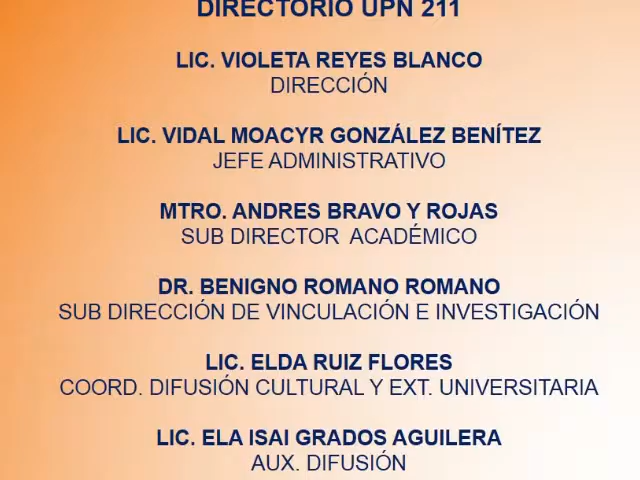 DIRECTORIO UPN 211
LIC. VIOLETA REYES BLANCO
DIRECCIÓN
LIC. VIDAL MOACYR GONZÁLEZ BENÍTEZ
JEFE ADMINISTRATIVO
MTRO. ANDRES BRAVO Y ROJAS
SUB DIRECTOR  ACADÉMICO
DR. BENIGNO ROMANO ROMANO
SUB DIRECCIÓN DE VINCULACIÓN E INVESTIGACIÓN
LIC. ELDA RUIZ FLORES
COORD. DIFUSIÓN CULTURAL Y EXT. UNIVERSITARIA
LIC. ELA ISAI GRADOS AGUILERA
AUX. DIFUSIÓN